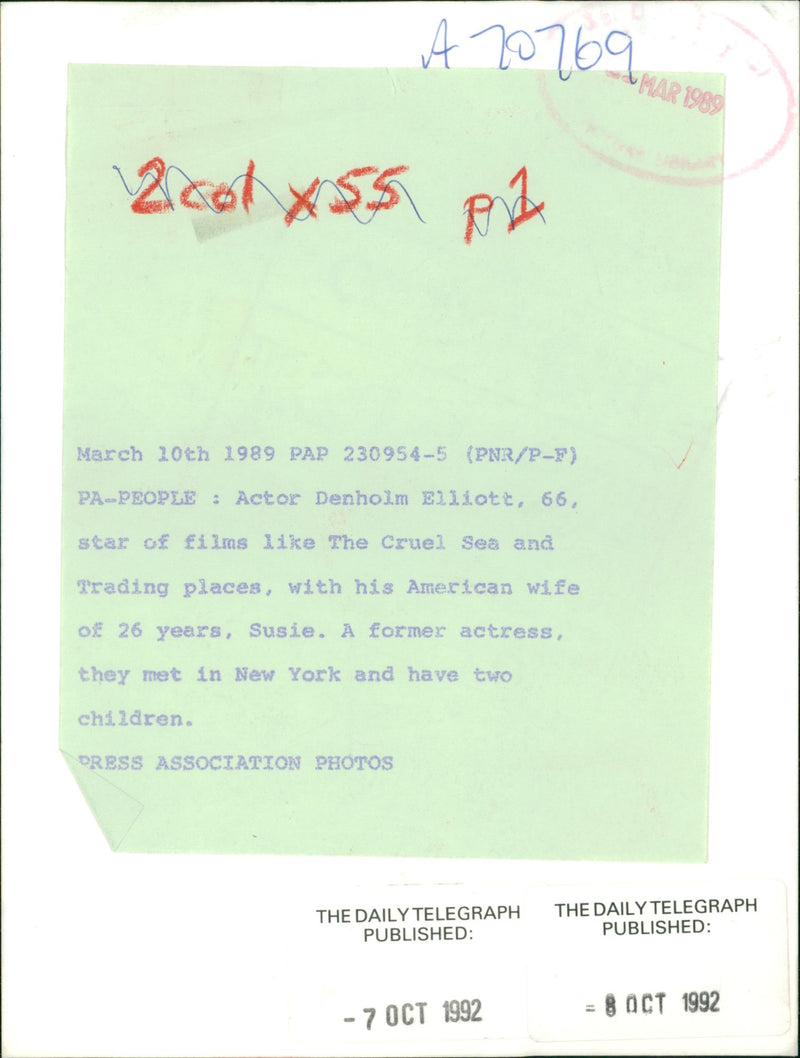 A70769
MAR 1989
2col x 55 p1
March 10th 1989 PAP 230954-5 (PNR/P-F)
PA-PEOPLE : Actor Denholm Elliott, 66,
star of films like The Cruel Sea and
Trading places, with his American wife
of 26 years, Susie. A former actress,
they met in New York and have two
children.
PRESS ASSOCIATION PHOTOS
THE DAILY TELEGRAPH
PUBLISHED:
- 7 OCT 1992
THE DAILY TELEGRAPH
PUBLISHED:
= 8 OCT 1992